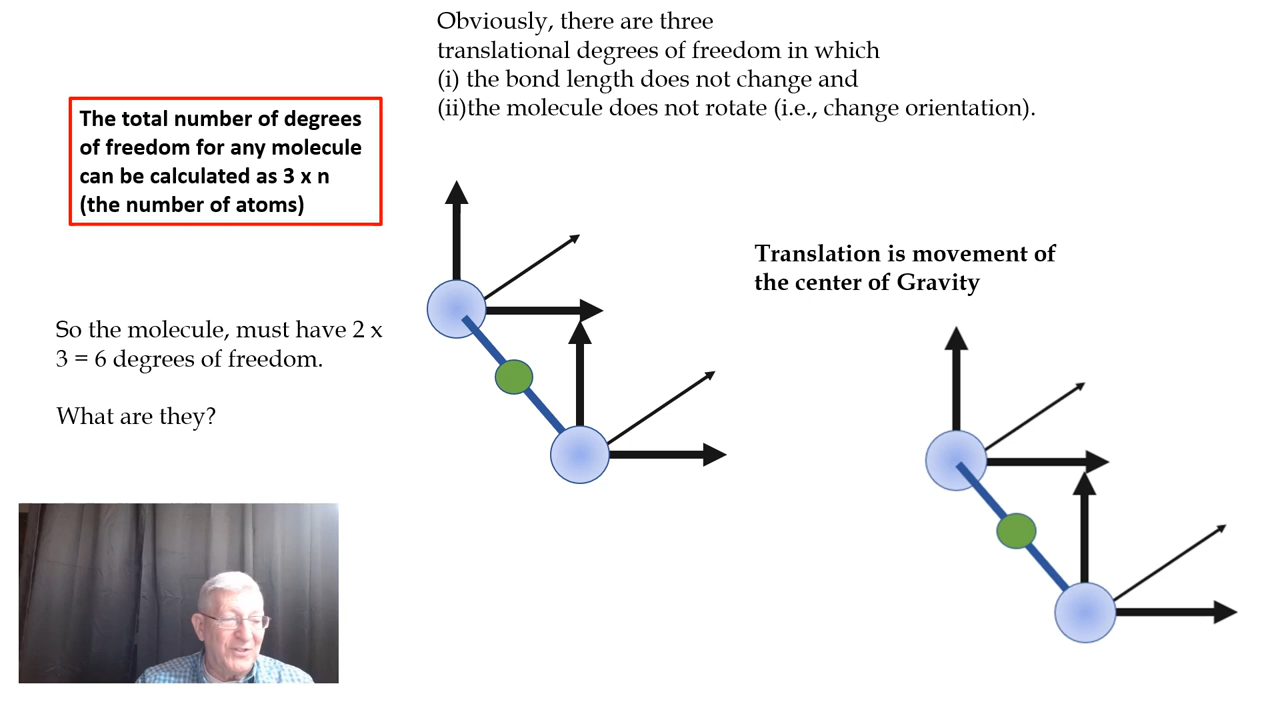 Obviously, there are three
translational degrees of freedom in which
(i) the bond length does not change and
(ii)the molecule does not rotate (i.e., change orientation).
The total number of degrees
of freedom for any molecule
can be calculated as 3 x n
(the number of atoms)
Translation is movement of
the center of Gravity
So the molecule, must have 2 x
3 = 6 degrees of freedom.
What are they?